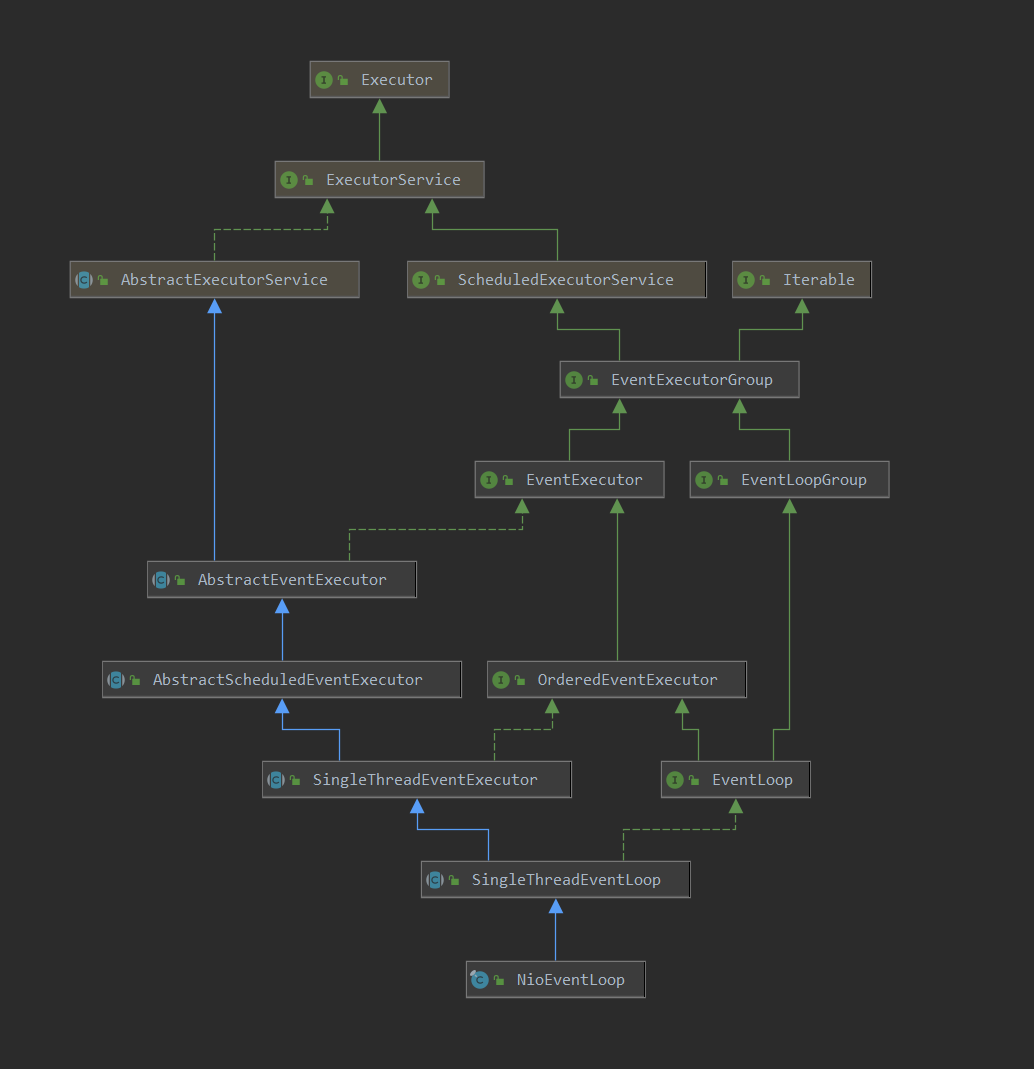 Executor
ExecutorService
AbstractExecutorService
ScheduledExecutorService
Iterable
EventExecutorGroup
EventExecutor
EventLoopGroup
AbstractEventExecutor
AbstractScheduledEventExecutor
OrderedEventExecutor
SingleThreadEventExecutor
EventLoop
SingleThreadEventLoop
NioEventLoop